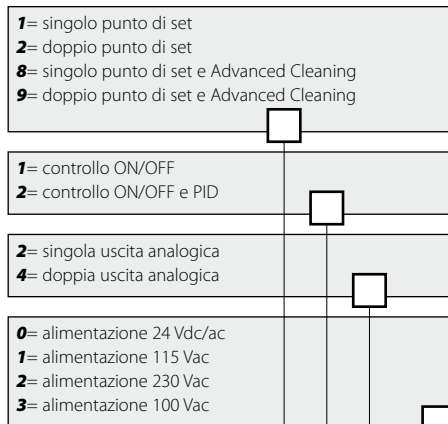 1= singolo punto di set
2= doppio punto di set
8= singolo punto di set e Advanced Cleaning
9= doppio punto di set e Advanced Cleaning
1= controllo ON/OFF
2= controllo ON/OFF e PID
2= singola uscita analogica
4= doppia uscita analogica
0= alimentazione 24 Vdc/ac
1= alimentazione 115 Vac
2= alimentazione 230 Vac
3= alimentazione 100 Vac